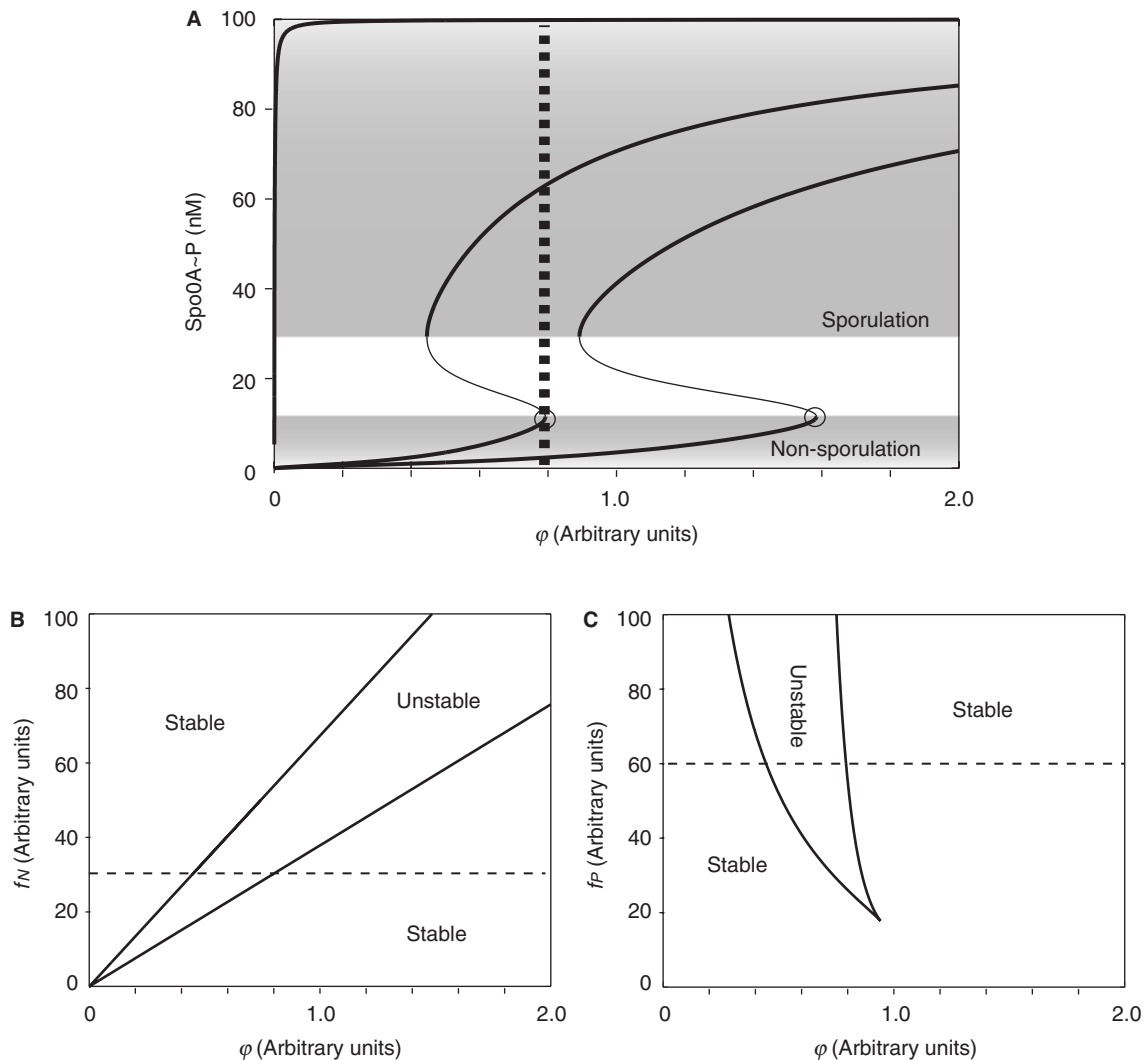 A
100
80
60
40
20
0
Spo0A~P (nM)
Sporulation
Non-sporulation
0
1.0
2.0
φ (Arbitrary units)
B
100
80
60
40
20
0
fN (Arbitrary units)
Stable
Unstable
Stable
0
1.0
2.0
φ (Arbitrary units)
C
100
80
60
40
20
0
fP (Arbitrary units)
Unstable
Stable
Stable
0
1.0
2.0
φ (Arbitrary units)